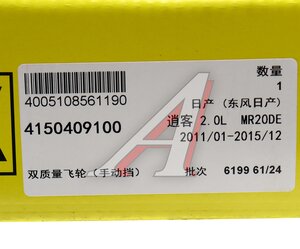 数量
1
4005108561190
日产（东风日产）
4150409100
逍客 2.0L MR20DE
2011/01-2015/12
双质量飞轮（手动挡）
批次 6199 61/24